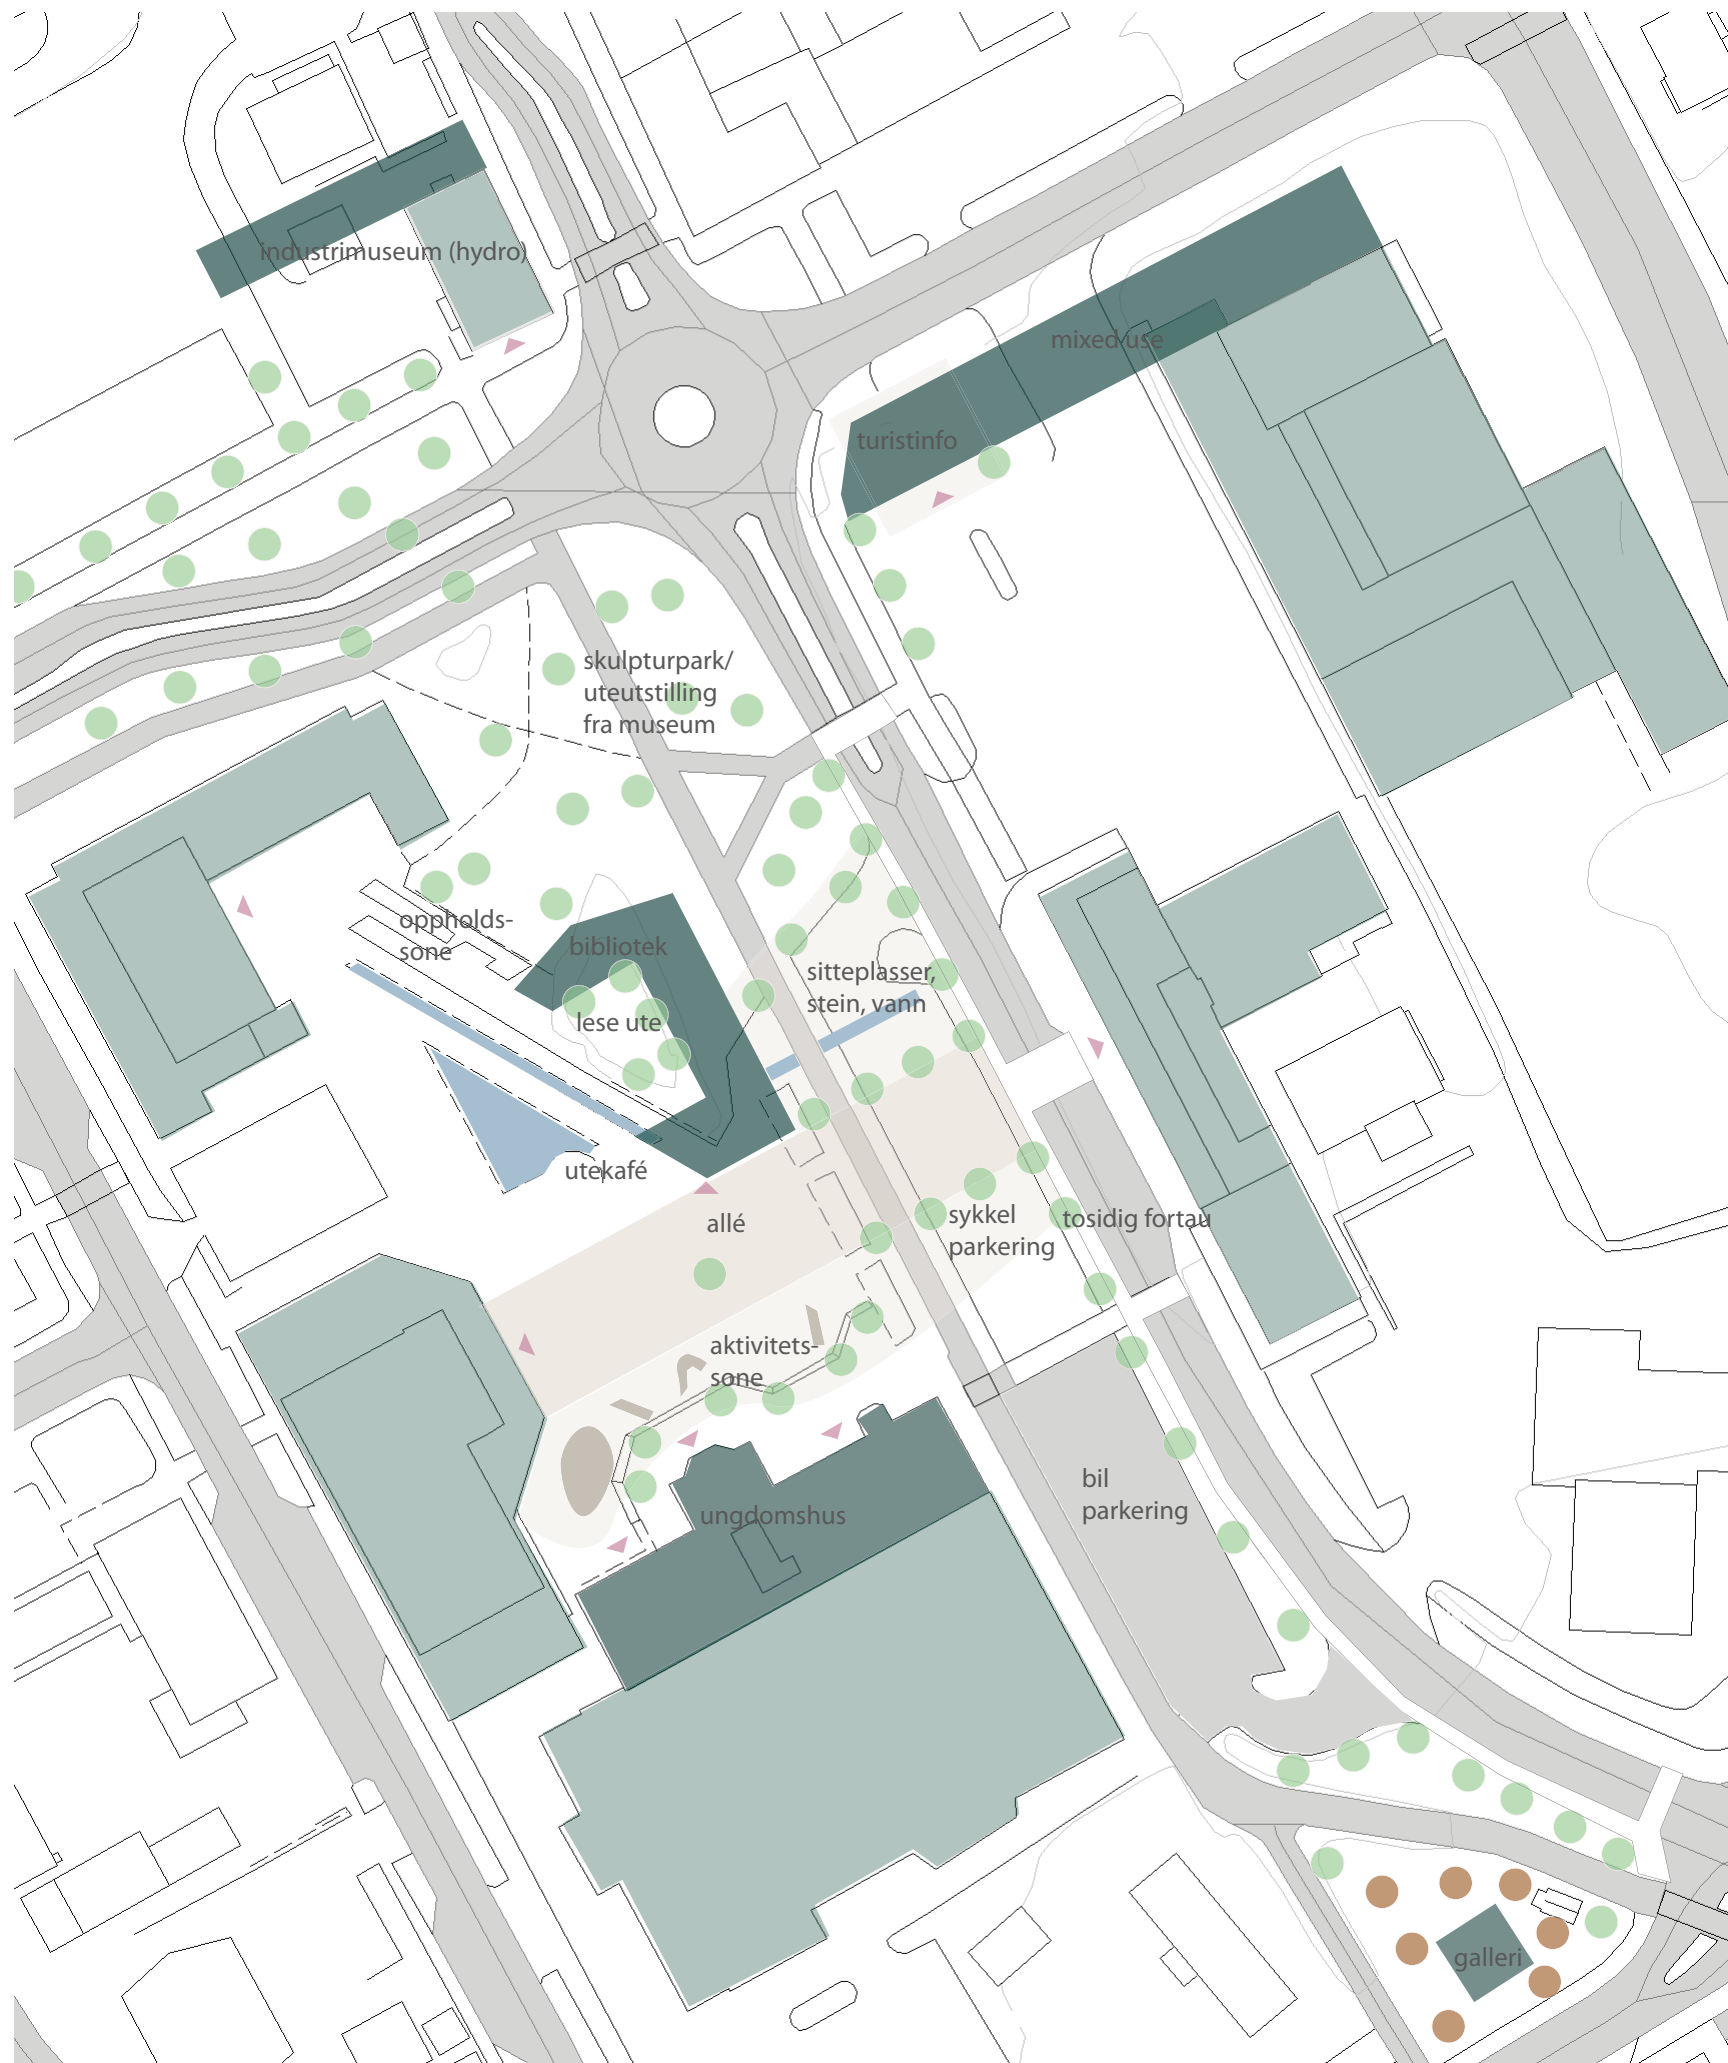 industrimuseum (hydro)
mixed use
turistinfo
skulpturpark/
uteutstilling
fra museum
oppholds-
sone
bibliotek
lese ute
sitteplasser,
stein, vann
utekafé
allé
sykkel
parkering
tosidig fortau
aktivitets-
sone
bil
parkering
ungdomshus
galleri